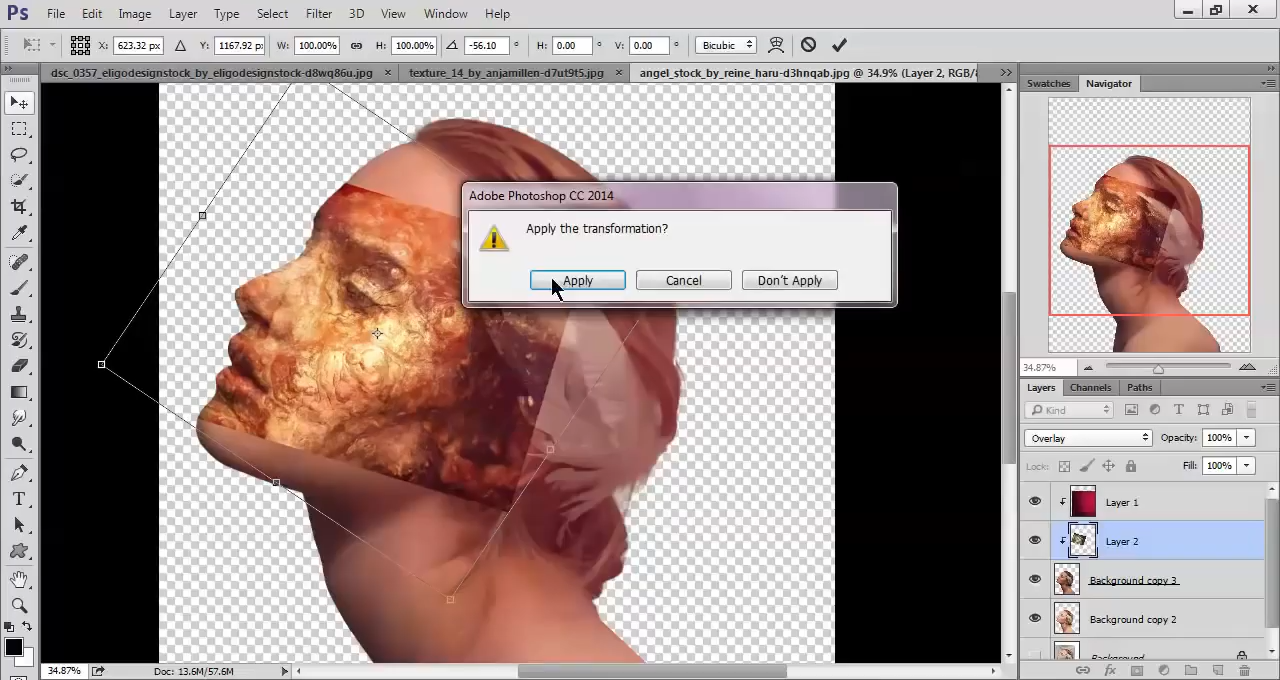 Ps File Edit Image Layer Type Select Filter 3D View Window Help
X: 623.32 px Y: 1167.92 px W: 100.00% H: 100.00% -56.10 ° H: 0.00 ° V: 0.00 ° Bicubic
dsc_0357_eligodesignstock_by_eligodesignstock-d8wq86u.jpg × texture_14_by_anjamillen-d7ut9t5.jpg × angel_stock_by_reine_haru-d3hnqab.jpg @ 34.9% (Layer 2, RGB/8
Swatches Navigator
Adobe Photoshop CC 2014
Apply the transformation?
Apply Cancel Don't Apply
34.87%
Layers Channels Paths
Kind
Overlay Opacity: 100%
Lock: Fill: 100%
Layer 1
Layer 2
Background copy 3
Background copy 2
Background
34.87% Doc: 13.6M/57.6M